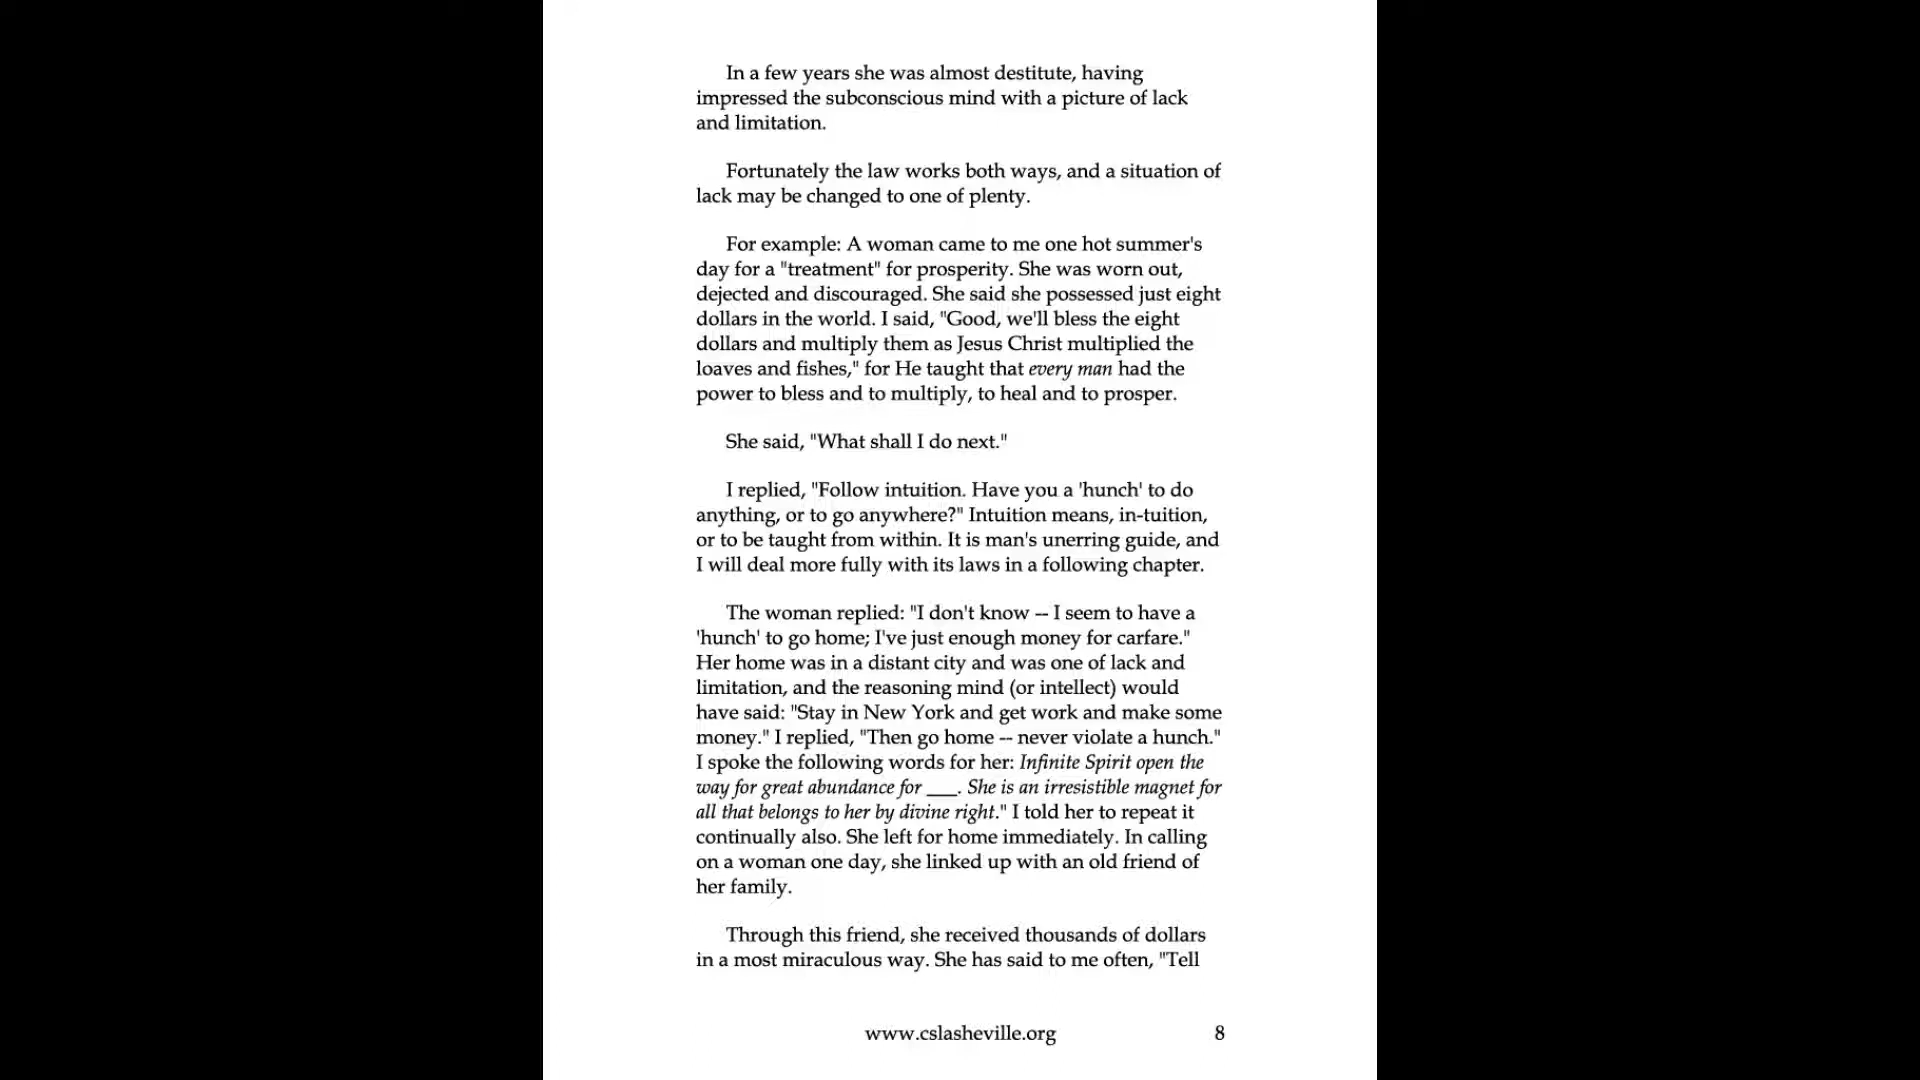 In a few years she was almost destitute, having
impressed the subconscious mind with a picture of lack
and limitation.
Fortunately the law works both ways, and a situation of
lack may be changed to one of plenty.
For example: A woman came to me one hot summer's
day for a "treatment" for prosperity. She was worn out,
dejected and discouraged. She said she possessed just eight
dollars in the world. I said, "Good, we'll bless the eight
dollars and multiply them as Jesus Christ multiplied the
loaves and fishes," for He taught that every man had the
power to bless and to multiply, to heal and to prosper.
She said, "What shall I do next."
I replied, "Follow intuition. Have you a 'hunch' to do
anything, or to go anywhere?" Intuition means, in-tuition,
or to be taught from within. It is man's unerring guide, and
I will deal more fully with its laws in a following chapter.
The woman replied: "I don't know -- I seem to have a
'hunch' to go home; I've just enough money for carfare."
Her home was in a distant city and was one of lack and
limitation, and the reasoning mind (or intellect) would
have said: "Stay in New York and get work and make some
money." I replied, "Then go home -- never violate a hunch."
I spoke the following words for her: Infinite Spirit open the
way for great abundance for ___. She is an irresistible magnet for
all that belongs to her by divine right." I told her to repeat it
continually also. She left for home immediately. In calling
on a woman one day, she linked up with an old friend of
her family.
Through this friend, she received thousands of dollars
in a most miraculous way. She has said to me often, "Tell
www.cslasheville.org 8